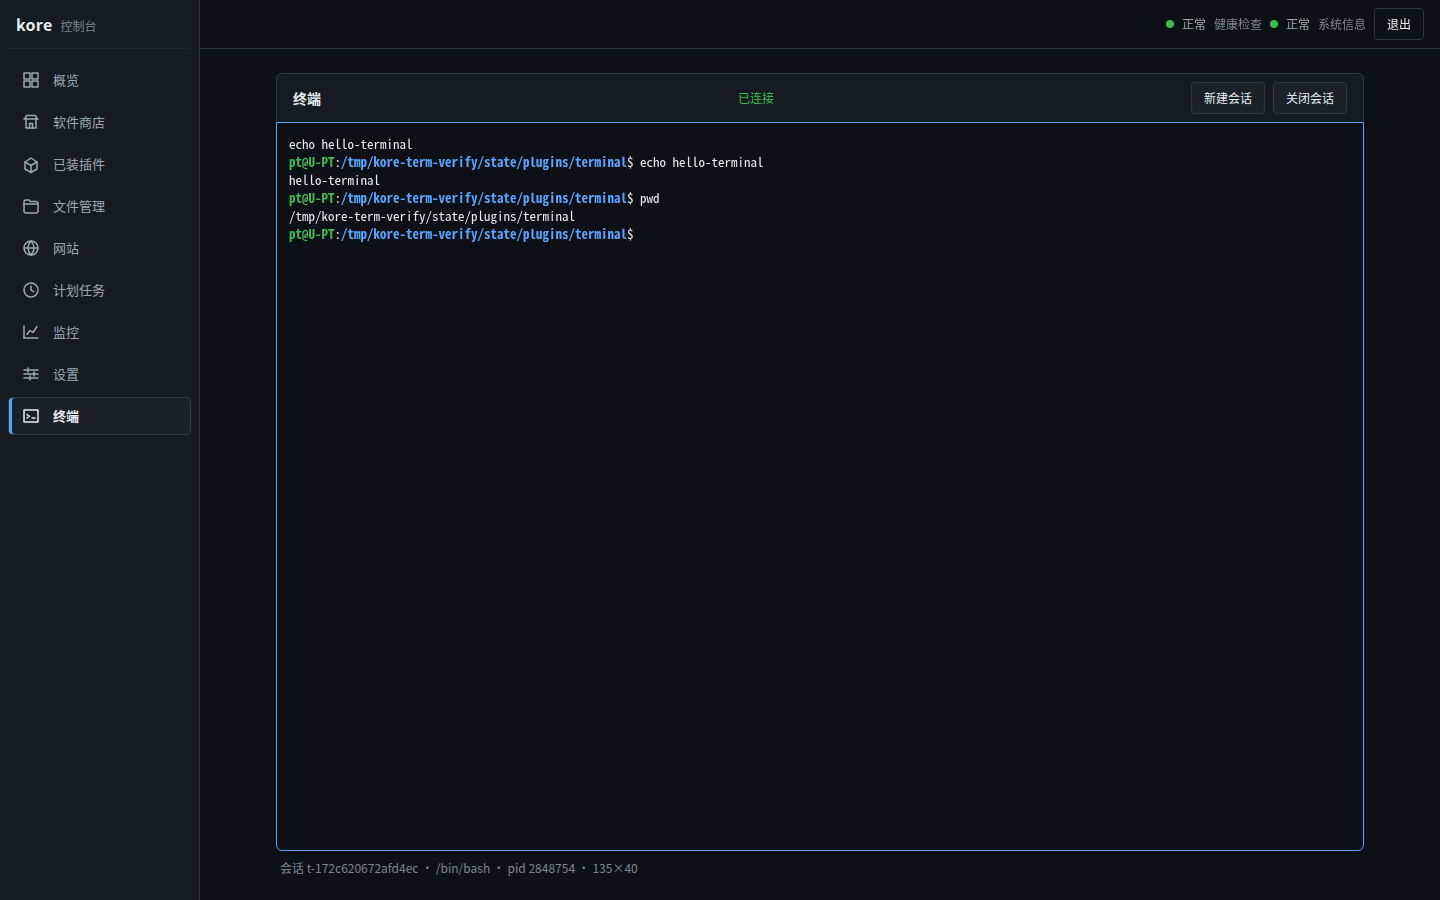 kore 控制台
正常 健康检查 正常 系统信息 退出
概览
软件商店
已装插件
文件管理
网站
计划任务
监控
设置
终端
终端 已连接 新建会话 关闭会话
echo hello-terminal
pt@U-PT:/tmp/kore-term-verify/state/plugins/terminal$ echo hello-terminal
hello-terminal
pt@U-PT:/tmp/kore-term-verify/state/plugins/terminal$ pwd
/tmp/kore-term-verify/state/plugins/terminal
pt@U-PT:/tmp/kore-term-verify/state/plugins/terminal$
会话 t-172c620672afd4ec · /bin/bash · pid 2848754 · 135×40